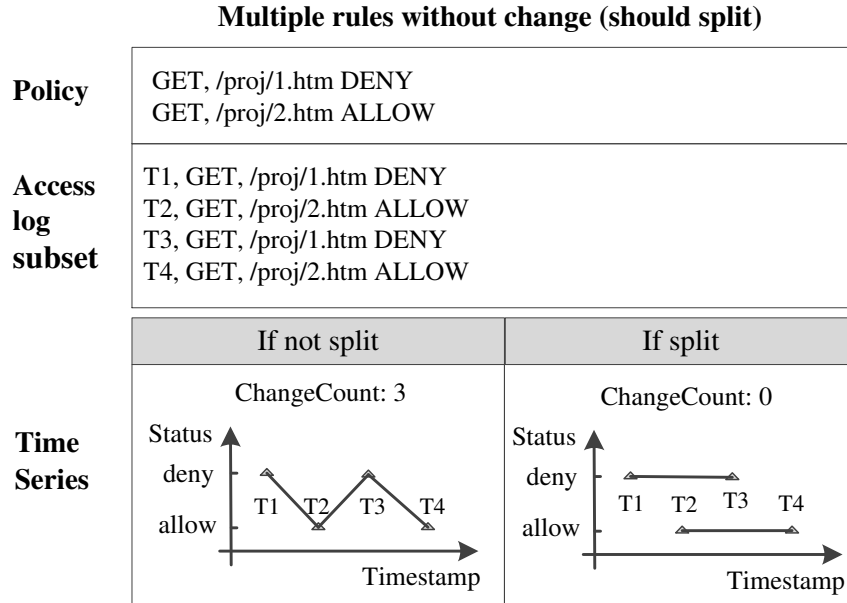 Multiple rules without change (should split)
Policy
GET, /proj/1.htm DENY
GET, /proj/2.htm ALLOW
Access
log
subset
T1, GET, /proj/1.htm DENY
T2, GET, /proj/2.htm ALLOW
T3, GET, /proj/1.htm DENY
T4, GET, /proj/2.htm ALLOW
If not split
If split
Time
Series
ChangeCount: 3
Status
deny
allow
T1
T2
T3
T4
Timestamp
ChangeCount: 0
Status
deny
allow
T1
T2
T3
T4
Timestamp